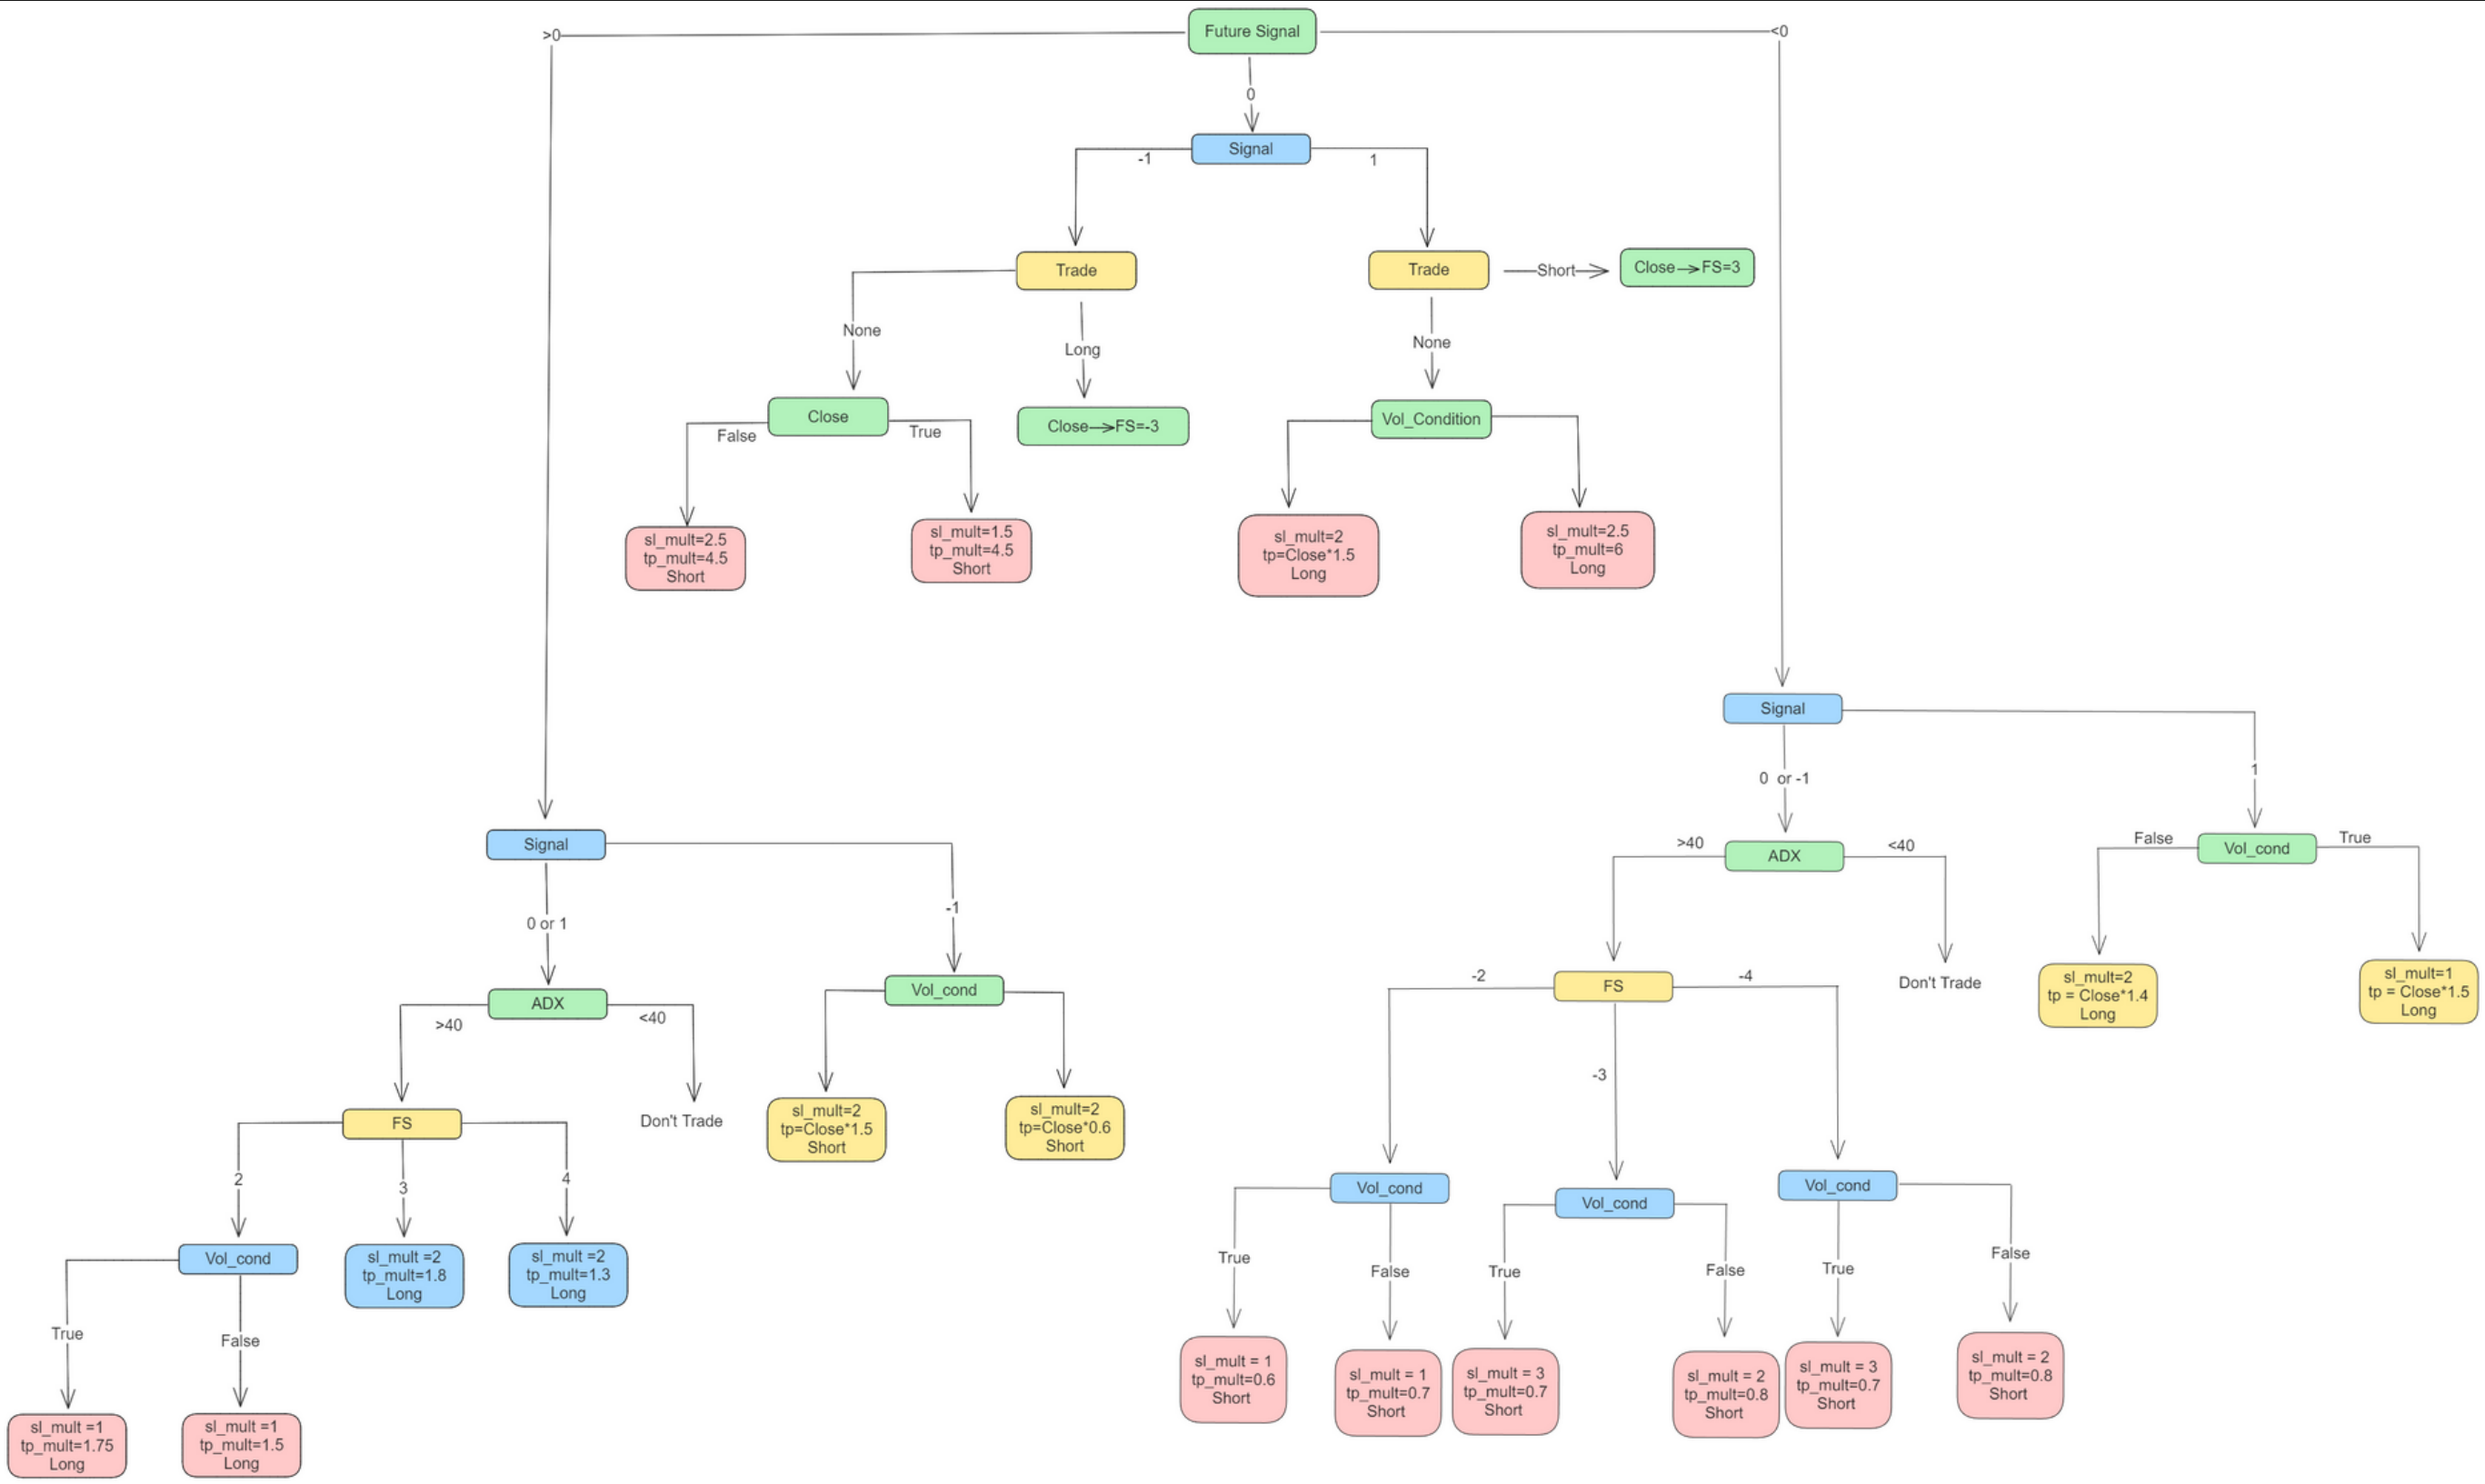 Future Signal
>0
<0
0
Signal
-1
1
Trade
Trade
Short
Close→FS=3
None
Long
None
Close
False
True
Close→FS=-3
Vol_Condition
sl_mult=2.5
tp_mult=4.5
Short
sl_mult=1.5
tp_mult=4.5
Short
sl_mult=2
tp=Close*1.5
Long
sl_mult=2.5
tp_mult=6
Long
Signal
0 or 1
-1
ADX
>40
<40
Don't Trade
Vol_cond
sl_mult=2
tp=Close*1.5
Short
sl_mult=2
tp=Close*0.6
Short
FS
2
3
4
Vol_cond
sl_mult =2
tp_mult=1.8
Long
sl_mult =2
tp_mult=1.3
Long
True
False
sl_mult =1
tp_mult=1.75
Long
sl_mult =1
tp_mult=1.5
Long
Signal
0 or -1
1
ADX
>40
<40
Don't Trade
Vol_cond
False
True
sl_mult=2
tp = Close*1.4
Long
sl_mult=1
tp = Close*1.5
Long
FS
-2
-3
-4
Vol_cond
Vol_cond
Vol_cond
True
False
True
False
True
False
sl_mult = 1
tp_mult=0.6
Short
sl_mult = 1
tp_mult=0.7
Short
sl_mult = 3
tp_mult=0.7
Short
sl_mult = 2
tp_mult=0.8
Short
sl_mult = 3
tp_mult=0.7
Short
sl_mult = 2
tp_mult=0.8
Short